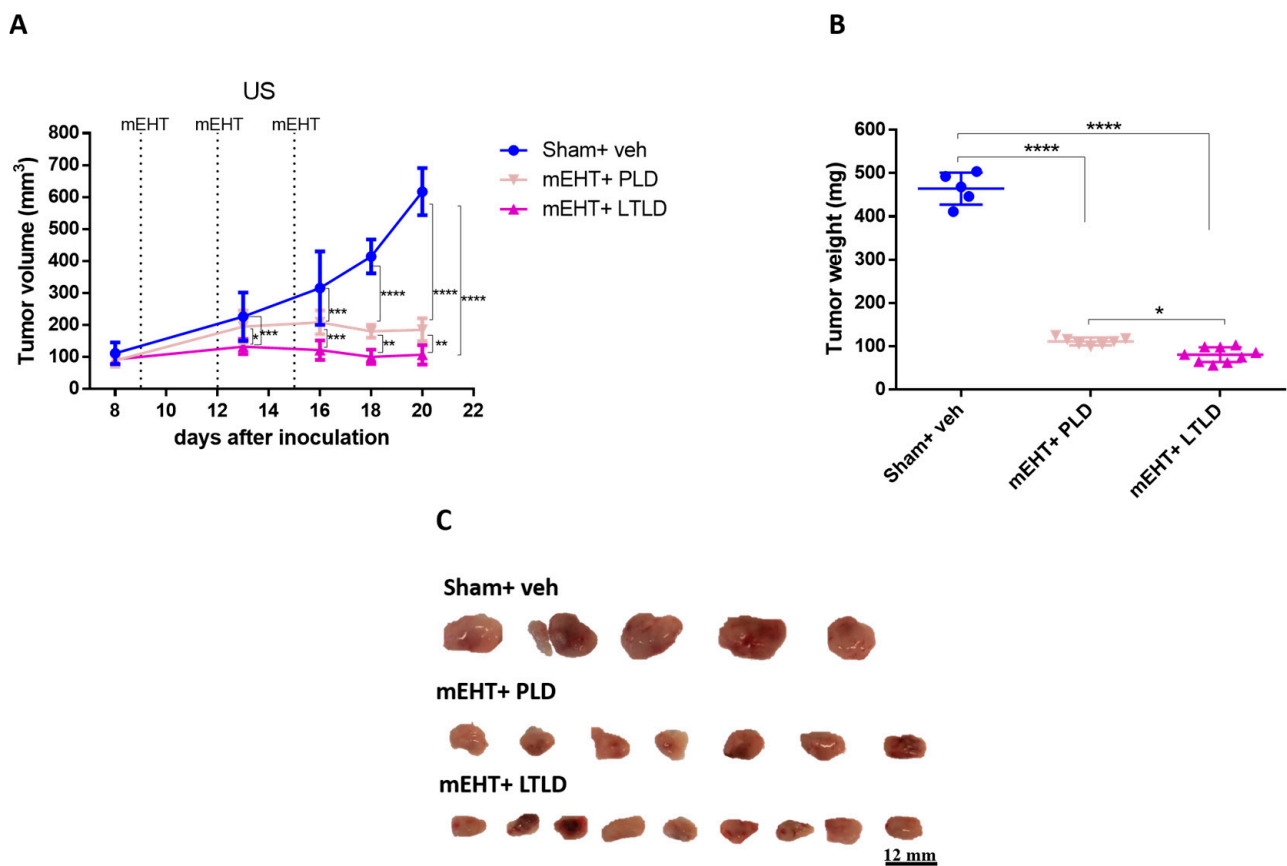 A
US
mEHT mEHT mEHT
800
700
600
500
400
300
200
100
0
Tumor volume (mm³)
8 10 12 14 16 18 20 22
days after inoculation
Sham+ veh
mEHT+ PLD
mEHT+ LTLD
* *** *** *** **** ** **** ** ****
B
600
500
400
300
200
100
0
Tumor weight (mg)
****
****
*
Sham+ veh
mEHT+ PLD
mEHT+ LTLD
C
Sham+ veh
mEHT+ PLD
mEHT+ LTLD
12 mm